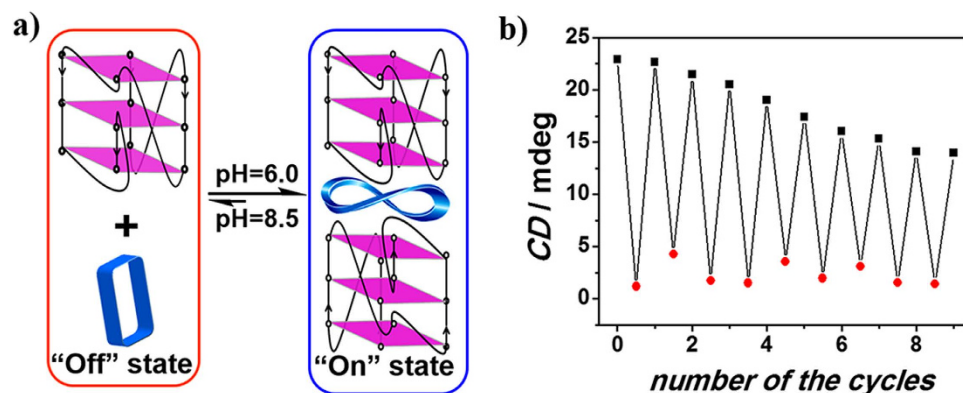 a)
pH=6.0
pH=8.5
+
"Off" state
"On" state
b)
CD / mdeg
25
20
15
10
5
0
0 2 4 6 8
number of the cycles